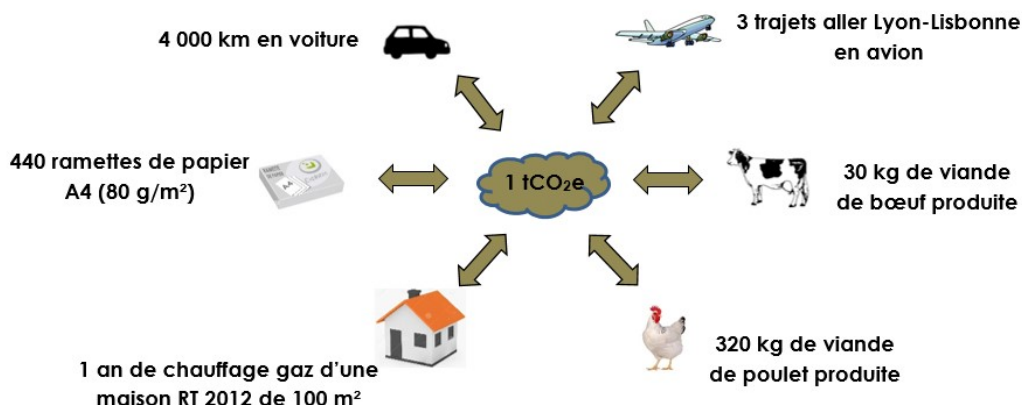 4 000 km en voiture
3 trajets aller Lyon-Lisbonne
en avion
440 ramettes de papier
A4 (80 g/m²)
A4
1 tCO₂e
30 kg de viande
de bœuf produite
1 an de chauffage gaz d'une
maison RT 2012 de 100 m²
320 kg de viande
de poulet produite